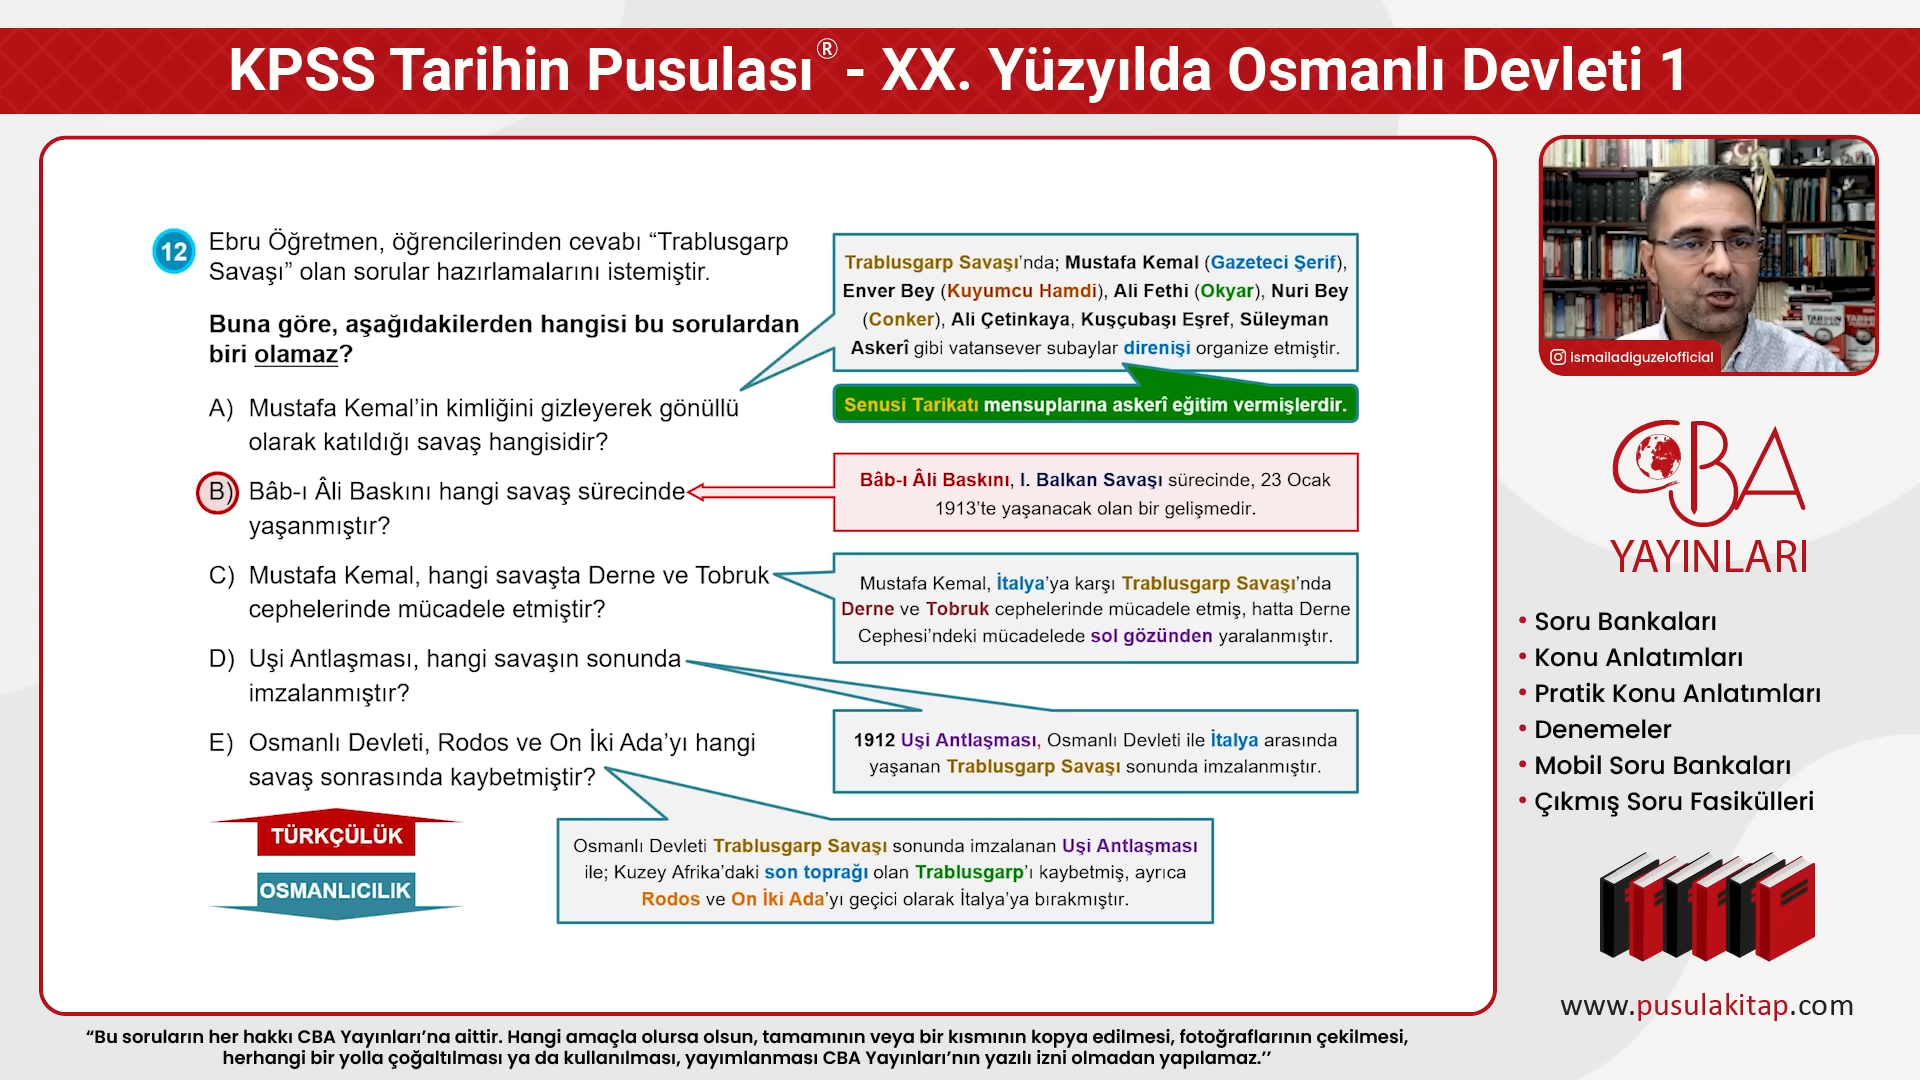 KPSS Tarihin Pusulası® - XX. Yüzyılda Osmanlı Devleti 1
12
Ebru Öğretmen, öğrencilerinden cevabı “Trablusgarp
Savaşı” olan sorular hazırlamalarını istemiştir.
Buna göre, aşağıdakilerden hangisi bu sorulardan
biri olamaz?
A) Mustafa Kemal’in kimliğini gizleyerek gönüllü
olarak katıldığı savaş hangisidir?
B) Bâb-ı Âli Baskını hangi savaş sürecinde
yaşanmıştır?
C) Mustafa Kemal, hangi savaşta Derne ve Tobruk
cephelerinde mücadele etmiştir?
D) Uşi Antlaşması, hangi savaşın sonunda
imzalanmıştır?
E) Osmanlı Devleti, Rodos ve On İki Ada’yı hangi
savaş sonrasında kaybetmiştir?
TÜRKÇÜLÜK
OSMANLICILIK
Trablusgarp Savaşı’nda; Mustafa Kemal (Gazeteci Şerif),
Enver Bey (Kuyumcu Hamdi), Ali Fethi (Okyar), Nuri Bey
(Conker), Ali Çetinkaya, Kuşçubaşı Eşref, Süleyman
Askerî gibi vatansever subaylar direnişi organize etmiştir.
Senusi Tarikatı mensuplarına askerî eğitim vermişlerdir.
Bâb-ı Âli Baskını, I. Balkan Savaşı sürecinde, 23 Ocak
1913’te yaşanacak olan bir gelişmedir.
Mustafa Kemal, İtalya’ya karşı Trablusgarp Savaşı’nda
Derne ve Tobruk cephelerinde mücadele etmiş, hatta Derne
Cephesi’ndeki mücadelede sol gözünden yaralanmıştır.
1912 Uşi Antlaşması, Osmanlı Devleti ile İtalya arasında
yaşanan Trablusgarp Savaşı sonunda imzalanmıştır.
Osmanlı Devleti Trablusgarp Savaşı sonunda imzalanan Uşi Antlaşması
ile; Kuzey Afrika’daki son toprağı olan Trablusgarp’ı kaybetmiş, ayrıca
Rodos ve On İki Ada’yı geçici olarak İtalya’ya bırakmıştır.
ismailadiguzelofficial
CBA
YAYINLARI
• Soru Bankaları
• Konu Anlatımları
• Pratik Konu Anlatımları
• Denemeler
• Mobil Soru Bankaları
• Çıkmış Soru Fasikülleri
www.pusulakitap.com
“Bu soruların her hakkı CBA Yayınları’na aittir. Hangi amaçla olursa olsun, tamamının veya bir kısmının kopya edilmesi, fotoğraflarının çekilmesi,
herhangi bir yolla çoğaltılması ya da kullanılması, yayımlanması CBA Yayınları’nın yazılı izni olmadan yapılamaz.’’